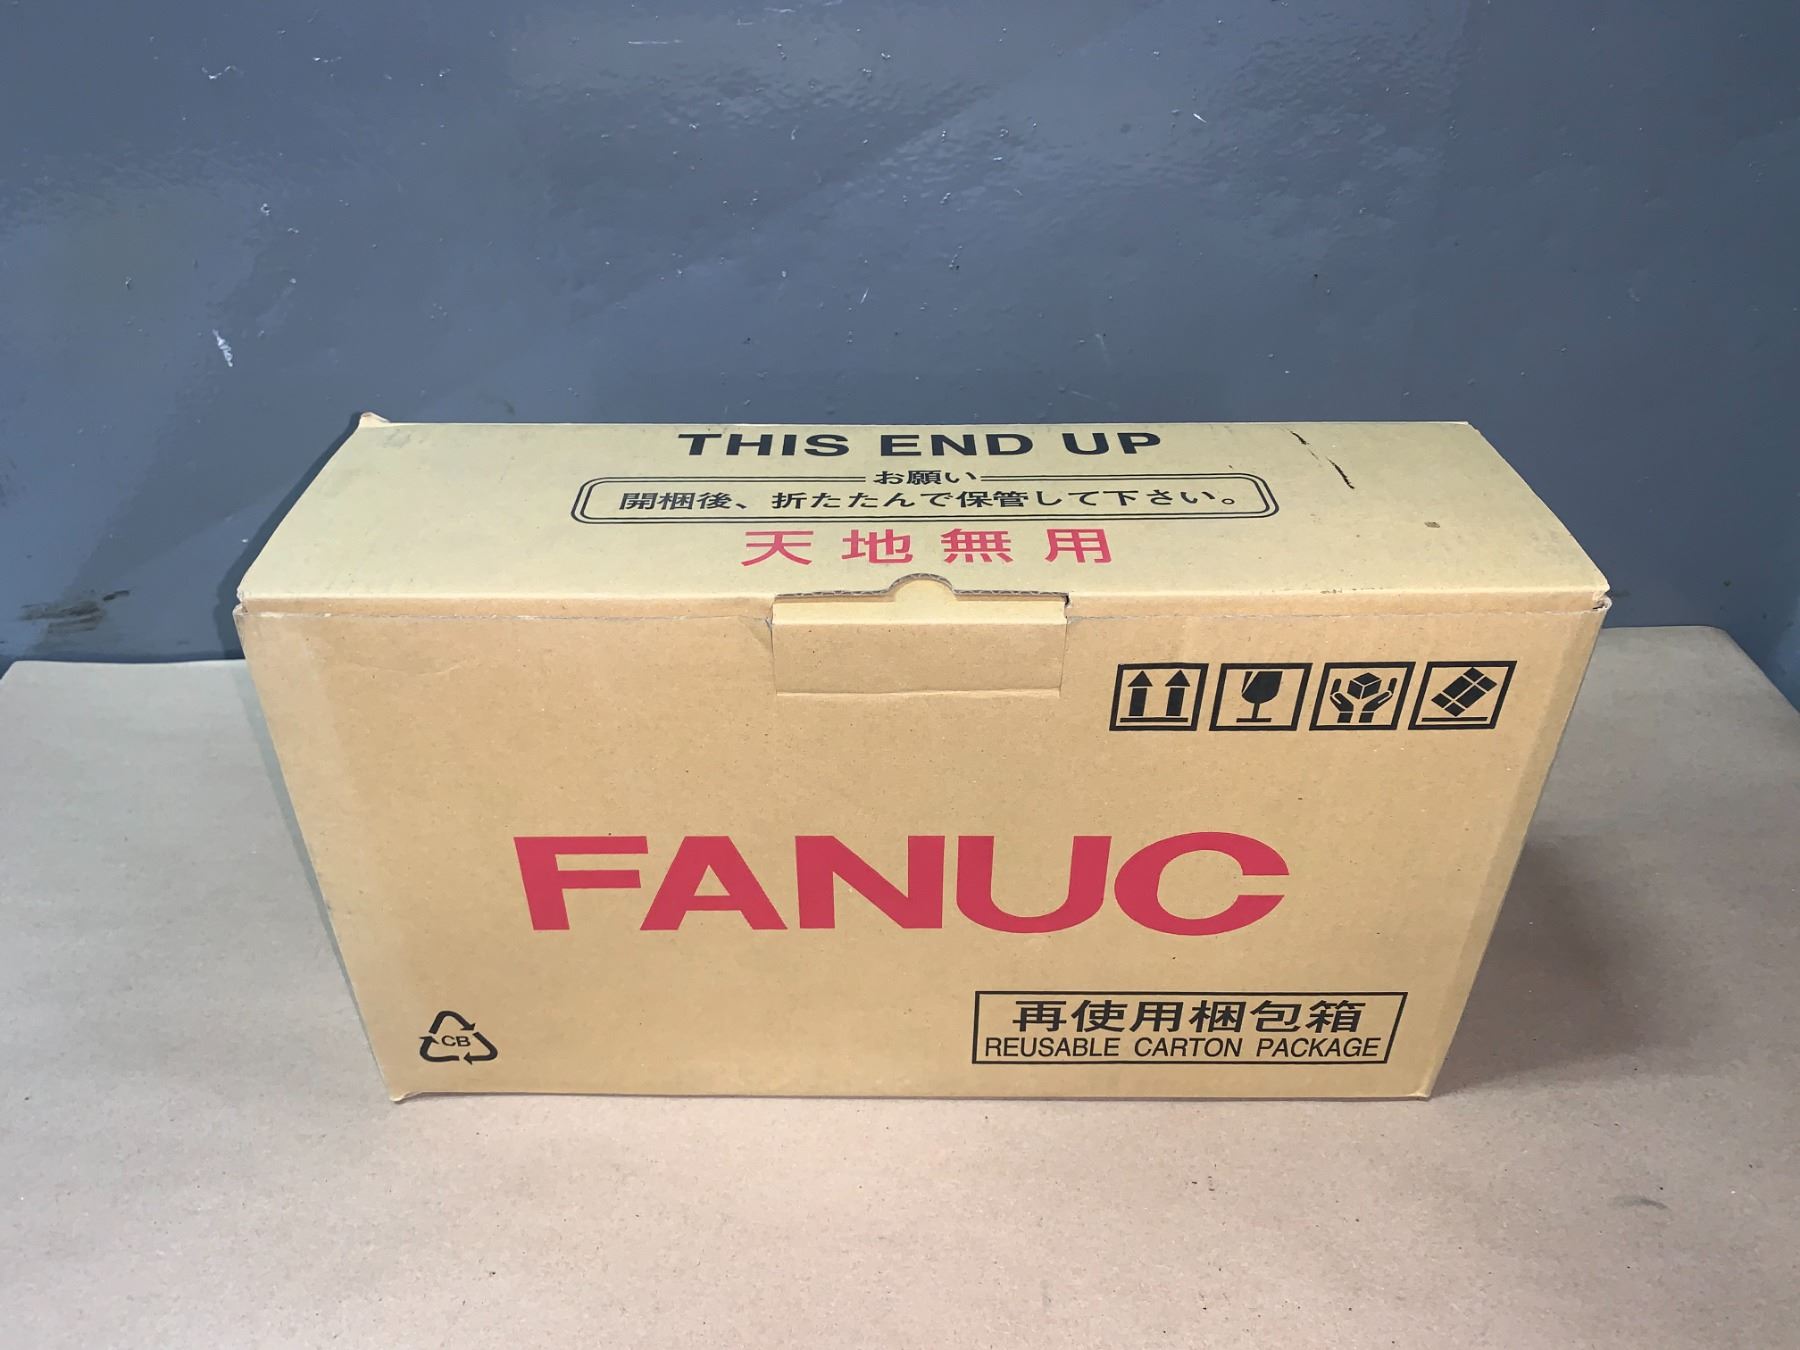 THIS END UP
お願い
開梱後、折たたんで保管して下さい。
天地無用
FANUC
CB
再使用梱包箱
REUSABLE CARTON PACKAGE